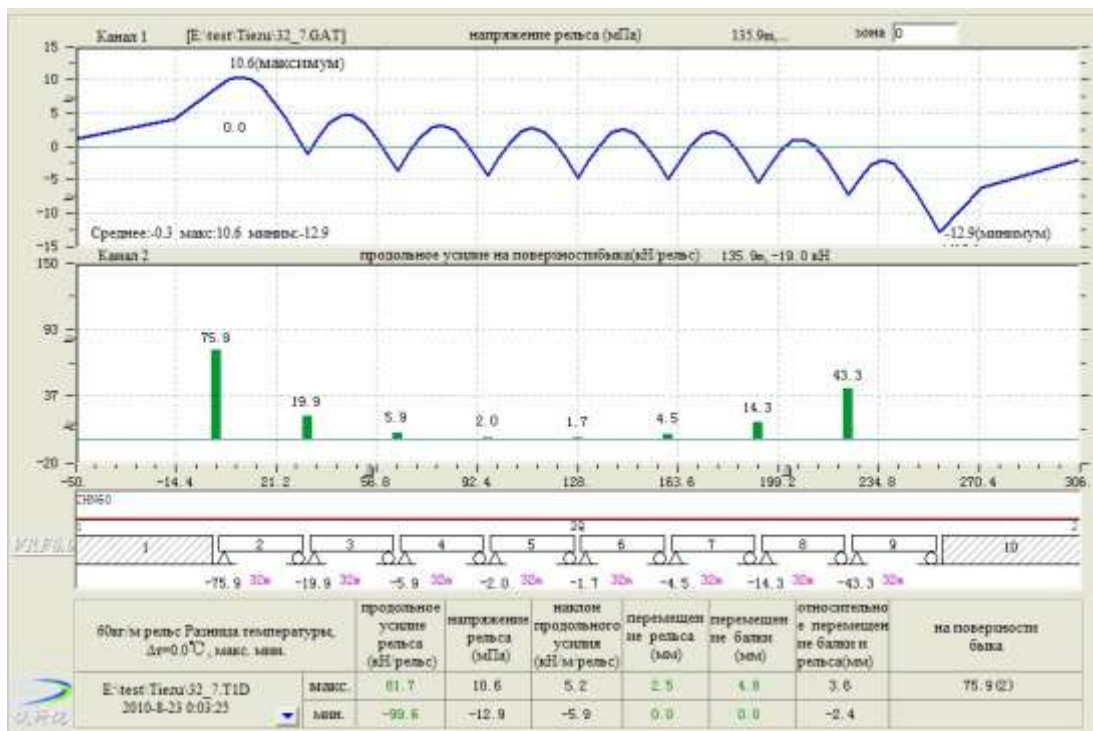 Канал 1 [E:\test\Tiezu\32_7.GAT] напряжение рельса (мПа) 135.9m,... зона 0
15
10.6(максимум)
10
5
0.0
0
-5
-10
Среднее:-0.3 макс:10.6 миним:-12.9 -12.9(минимум)
-15
Канал 2 продольное усилие на поверхностибыка(кН/рельс) 135.9m, -19.0 кН
150
93
75.9
43.3
37
19.9 5.9 2.0 1.7 4.5 14.3
-20
-50. -14.4 21.2 56.8 92.4 128. 163.6 199.2 234.8 270.4 306.
CHN60
20
1 2 3 4 5 6 7 8 9 10
-75.9 32m -19.9 32m -5.9 32m -2.0 32m -1.7 32m -4.5 32m -14.3 32m -43.3 32m
60кг/м рельс Разница температуры, Δт=0.0℃, макс. мин.
продольное усилие рельса (кН/рельс)
напряжение рельса (мПа)
наклон продольного усилия (кН/м/рельс)
перемещен ие рельса (мм)
перемещен ие балки (мм)
относительно е перемещен ие балки и рельса(мм)
на поверхности быка
E:\test\Tiezu\32_7.T1D
2010-8-23 0:03:25
макс. 81.7 10.6 5.2 2.5 4.8 3.6 75.9(2)
мин. -99.6 -12.9 -5.9 0.0 0.0 -2.4